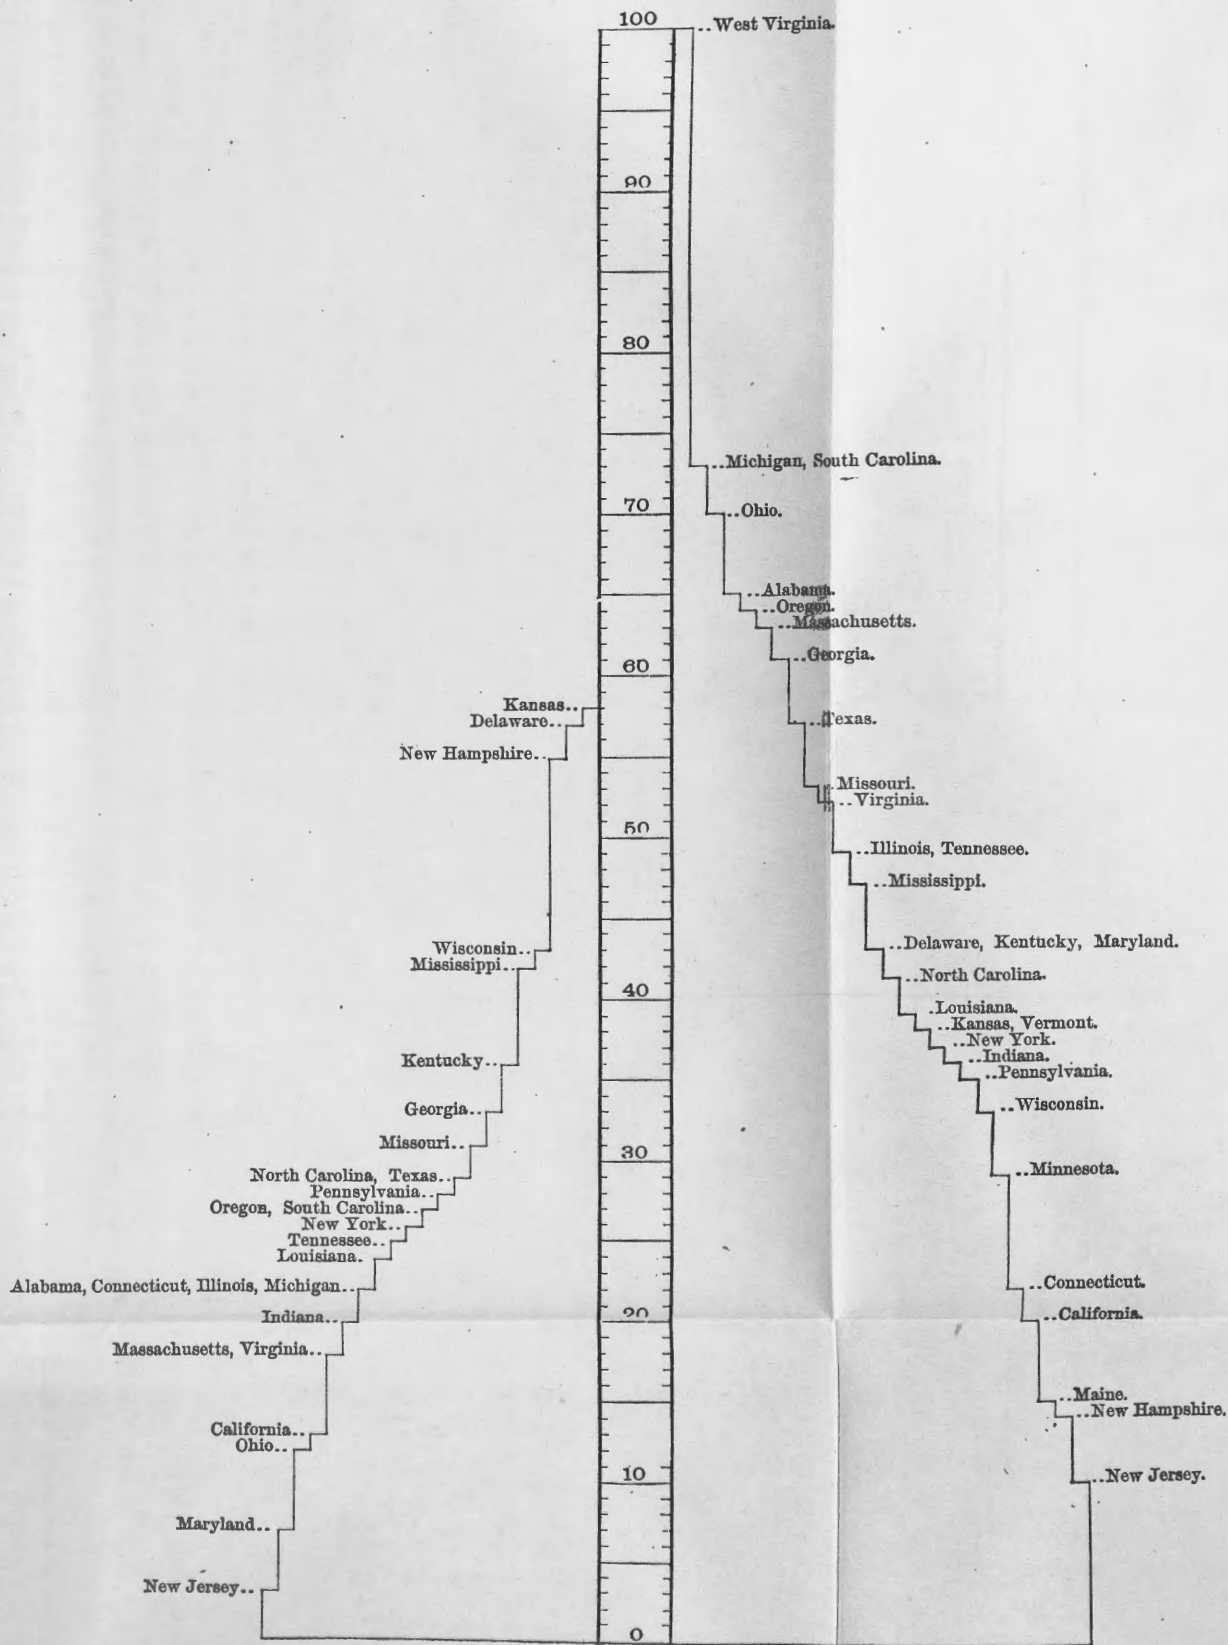 100
..West Virginia.
90
80
..Michigan, South Carolina.
70
..Ohio.
..Alabama.
..Oregon.
..Massachusetts.
..Georgia.
60
Kansas..
Delaware..
..Texas.
New Hampshire..
.Missouri.
..Virginia.
50
..Illinois, Tennessee.
..Mississippi.
Wisconsin..
..Delaware, Kentucky, Maryland.
Mississippi..
..North Carolina.
40
.Louisiana.
..Kansas, Vermont.
..New York.
..Indiana.
Kentucky..
..Pennsylvania.
Georgia..
..Wisconsin.
Missouri..
30
North Carolina, Texas..
..Minnesota.
Pennsylvania..
Oregon, South Carolina..
New York..
Tennessee..
Louisiana.
Alabama, Connecticut, Illinois, Michigan..
..Connecticut.
20
Indiana..
..California.
Massachusetts, Virginia..
..Maine.
..New Hampshire.
California..
Ohio..
10
..New Jersey.
Maryland..
New Jersey..
0